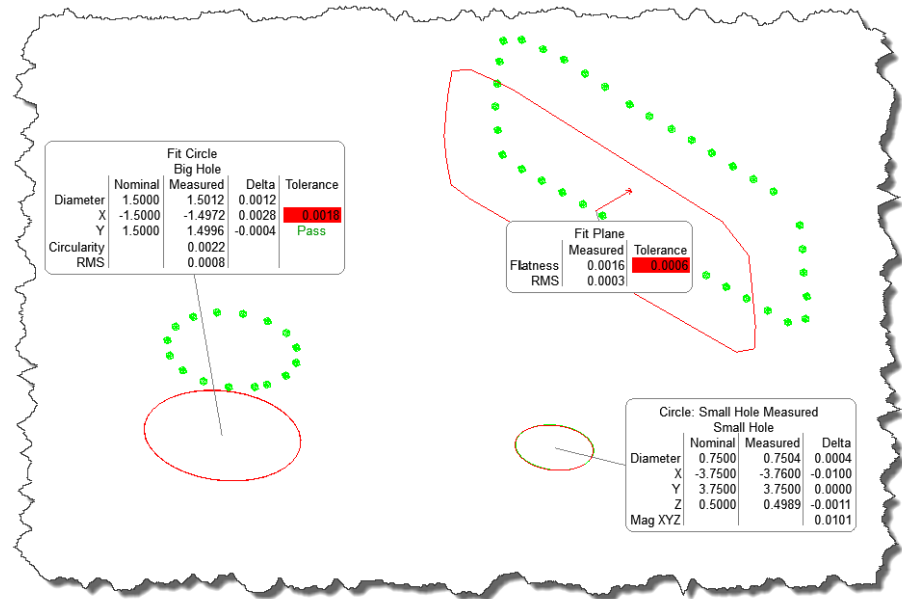 Fit Circle
Big Hole
Nominal Measured Delta Tolerance
Diameter 1.5000 1.5012 0.0012
X -1.5000 -1.4972 0.0028 0.0018
Y 1.5000 1.4996 -0.0004 Pass
Circularity 0.0022
RMS 0.0008
Fit Plane
Measured Tolerance
Flatness 0.0016 0.0006
RMS 0.0003
Circle: Small Hole Measured
Small Hole
Nominal Measured Delta
Diameter 0.7500 0.7504 0.0004
X -3.7500 -3.7600 -0.0100
Y 3.7500 3.7500 0.0000
Z 0.5000 0.4989 -0.0011
Mag XYZ 0.0101